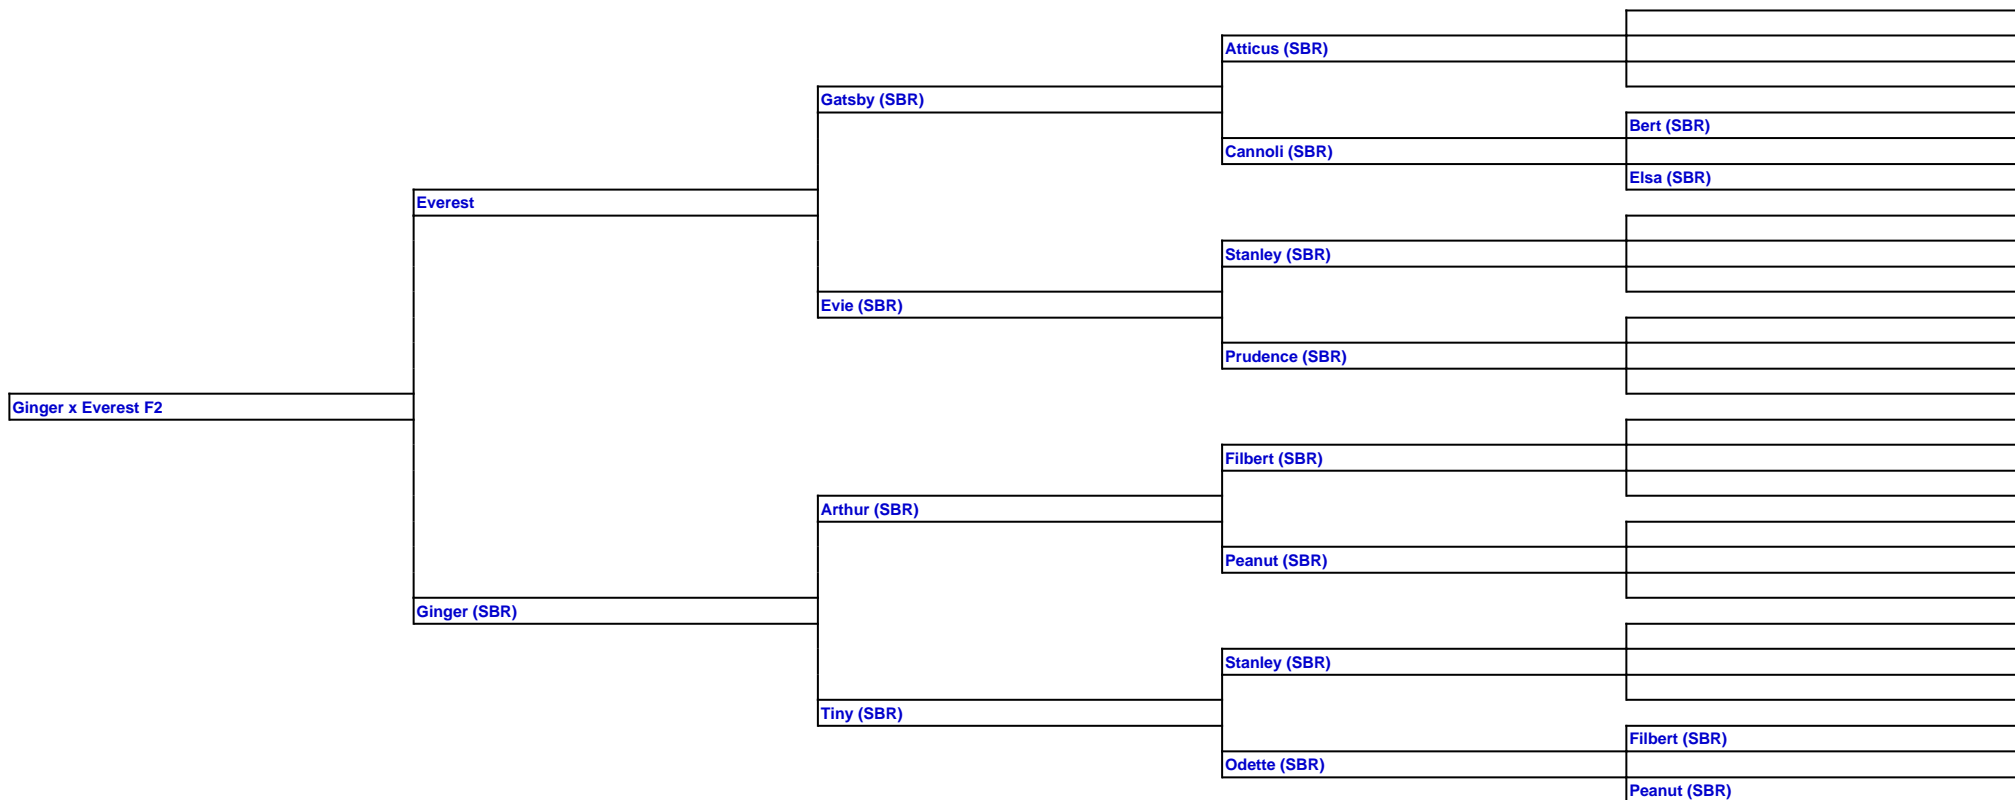 Atticus (SBR)
Gatsby (SBR)
Bert (SBR)
Cannoli (SBR)
Elsa (SBR)
Everest
Stanley (SBR)
Evie (SBR)
Prudence (SBR)
Ginger x Everest F2
Filbert (SBR)
Arthur (SBR)
Peanut (SBR)
Ginger (SBR)
Stanley (SBR)
Tiny (SBR)
Filbert (SBR)
Odette (SBR)
Peanut (SBR)